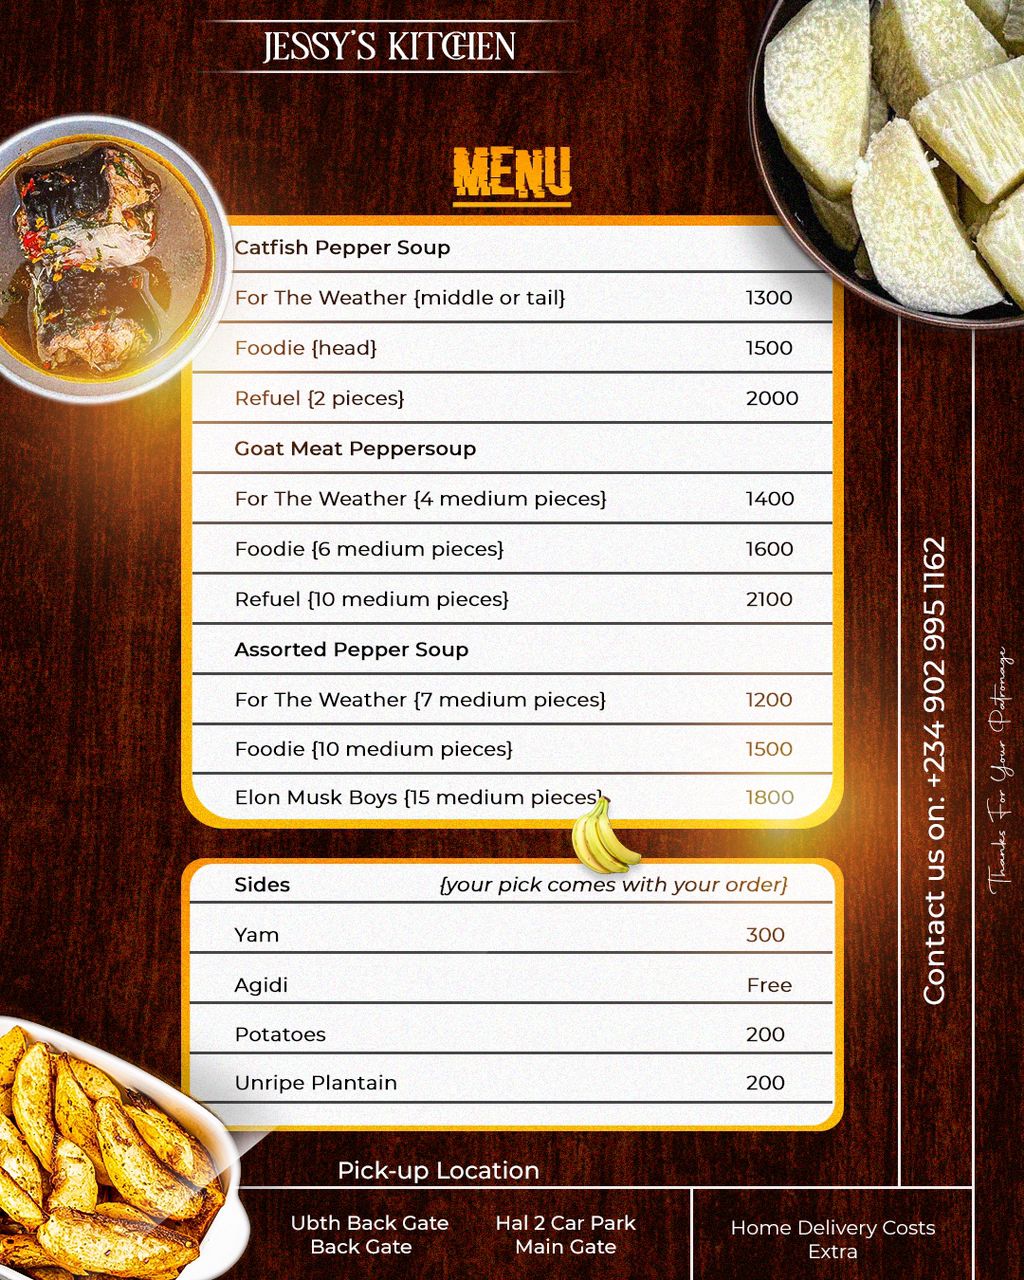 JESSY'S KITCHEN
MENU
Catfish Pepper Soup
For The Weather {middle or tail} 1300
Foodie {head} 1500
Refuel {2 pieces} 2000
Goat Meat Peppersoup
For The Weather {4 medium pieces} 1400
Foodie {6 medium pieces} 1600
Refuel {10 medium pieces} 2100
Assorted Pepper Soup
For The Weather {7 medium pieces} 1200
Foodie {10 medium pieces} 1500
Elon Musk Boys {15 medium pieces} 1800
Sides {your pick comes with your order}
Yam 300
Agidi Free
Potatoes 200
Unripe Plantain 200
Pick-up Location
Ubth Back Gate
Back Gate
Hal 2 Car Park
Main Gate
Home Delivery Costs
Extra
Contact us on: +234 902 995 1162
Thanks For Your Patronage